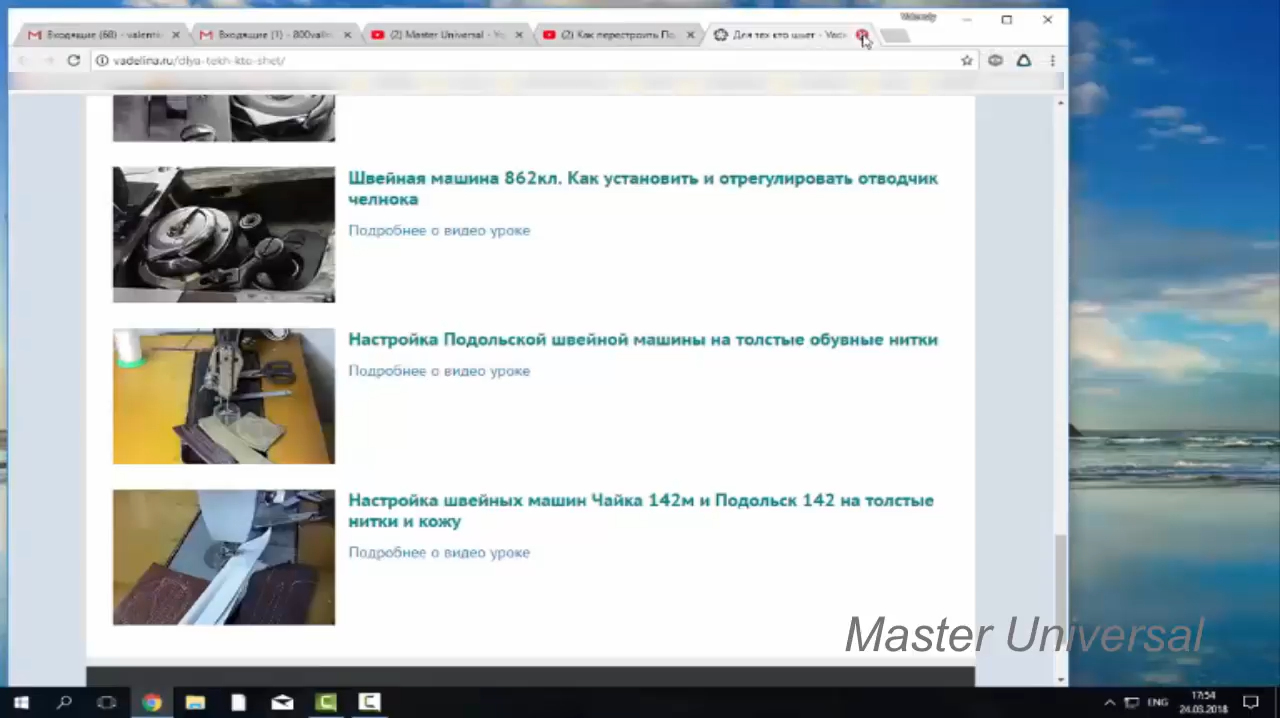 Valenely
Входящие (68) - valenti
Входящие (1) - 800valln
(2) Master Universal - Yo
(2) Как перестроить По
Для тех кто шьет - Vade
vadelina.ru/dlya-tekh-kto-shet/
Швейная машина 862кл. Как установить и отрегулировать отводчик
челнока
Подробнее о видео уроке
Настройка Подольской швейной машины на толстые обувные нитки
Подробнее о видео уроке
Настройка швейных машин Чайка 142м и Подольск 142 на толстые
нитки и кожу
Подробнее о видео уроке
Master Universal
ENG
17:54
24.03.2018